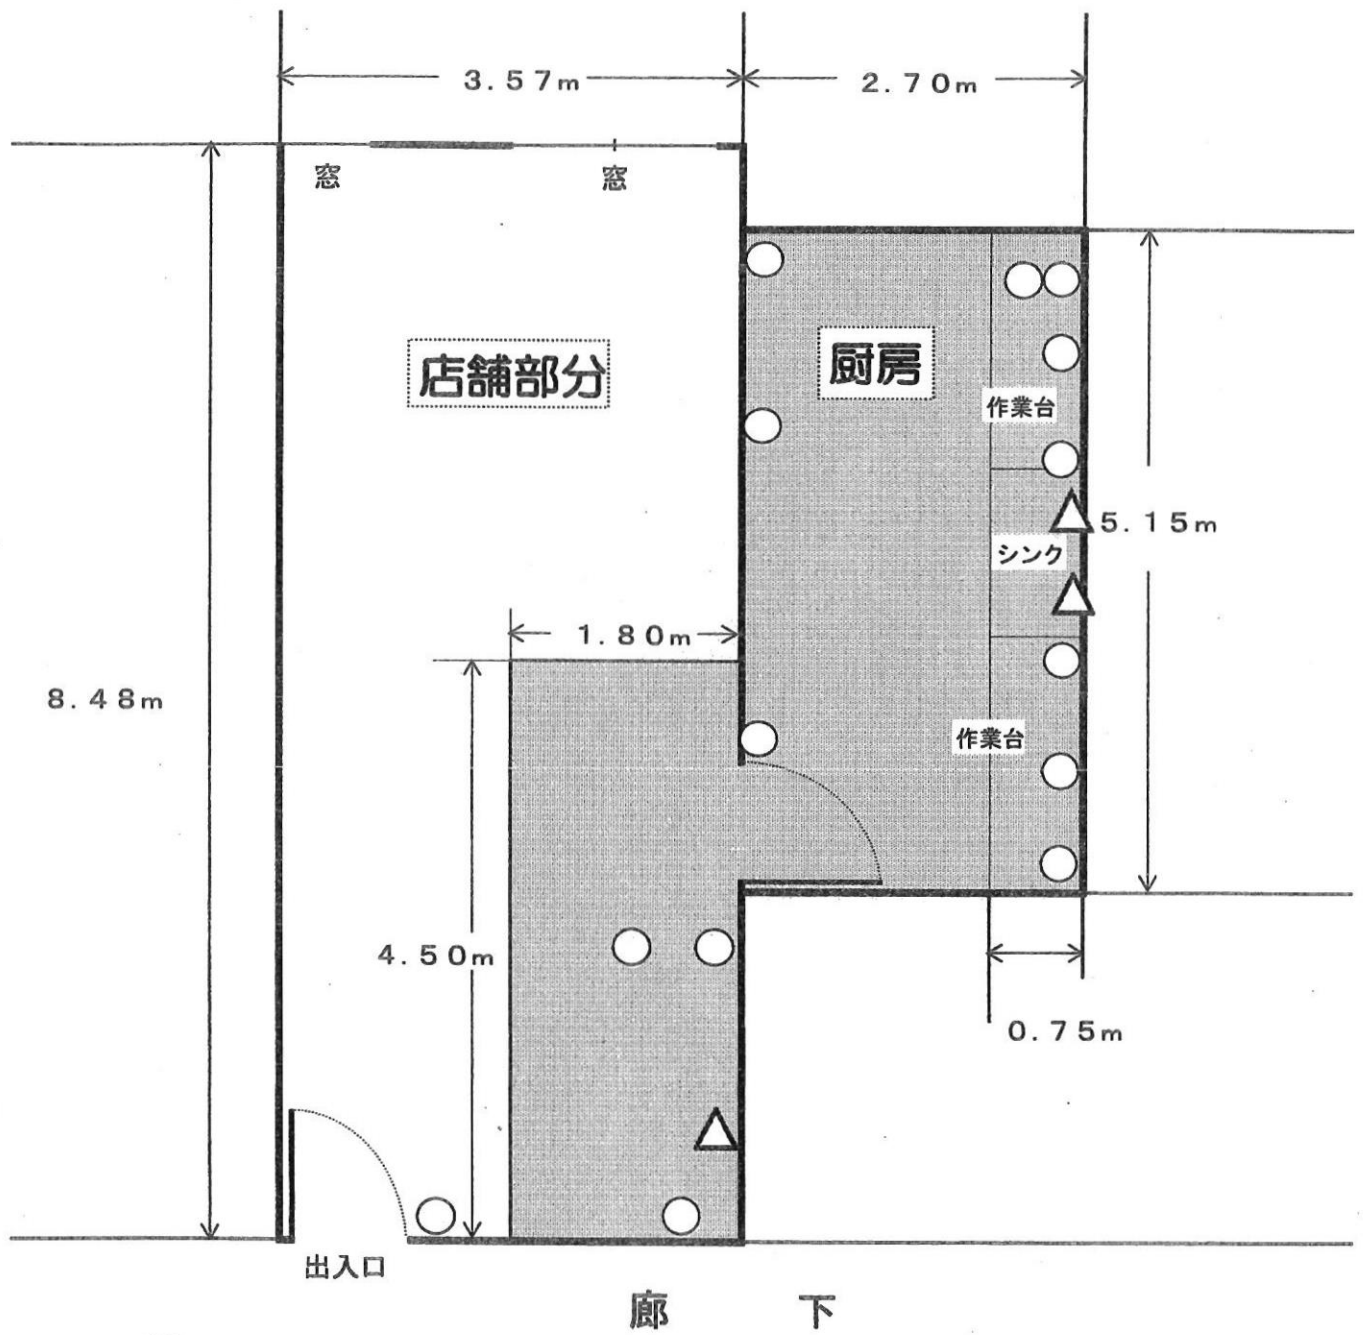 3.57m
2.70m
窓
窓
店舗部分
厨房
作業台
5.15m
シンク
1.80m
8.48m
作業台
4.50m
0.75m
出入口
廊 下